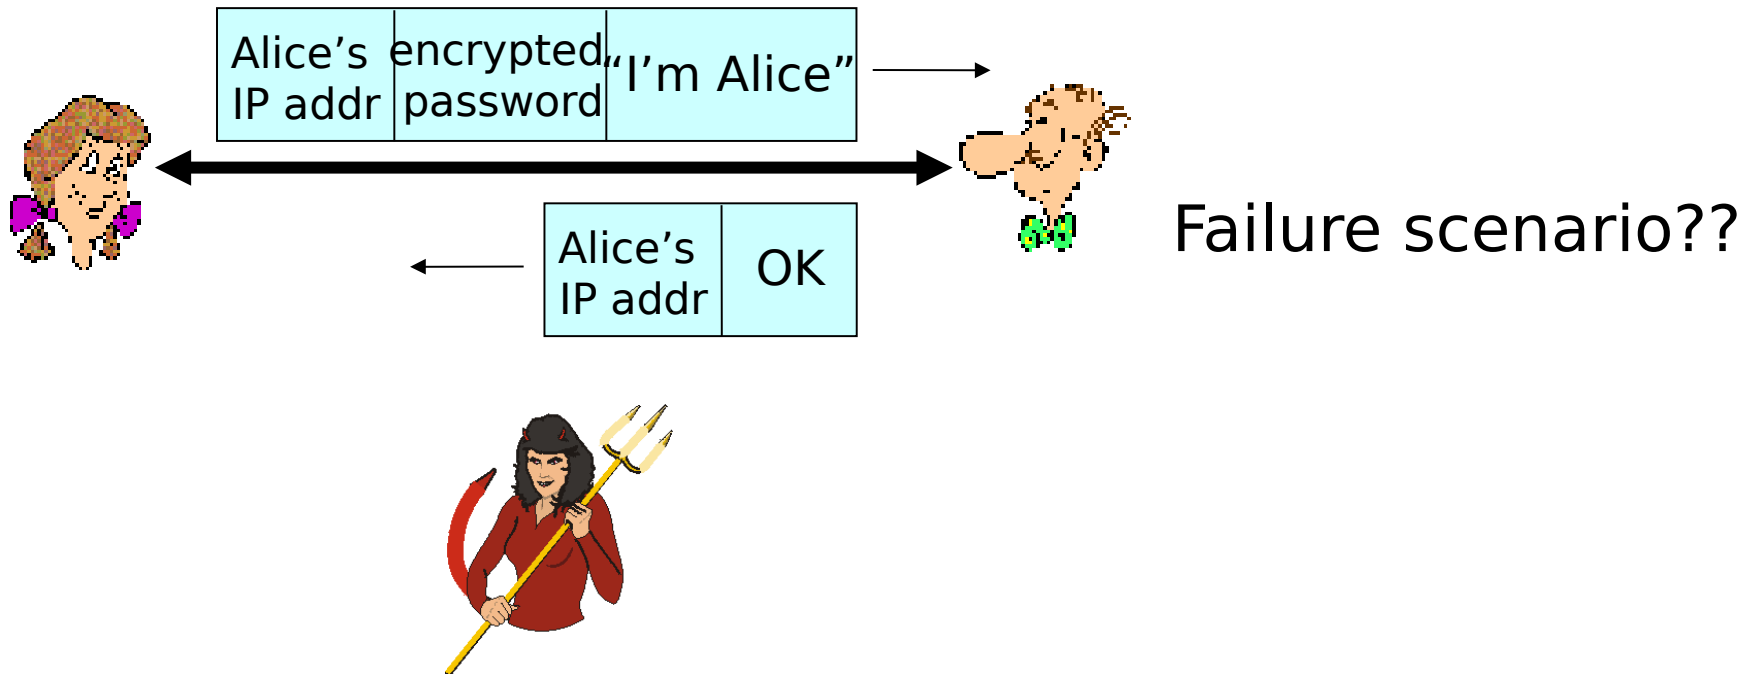 Alice’s
IP addr
encrypted
password
“I’m Alice”
Alice’s
IP addr
OK
Failure scenario??